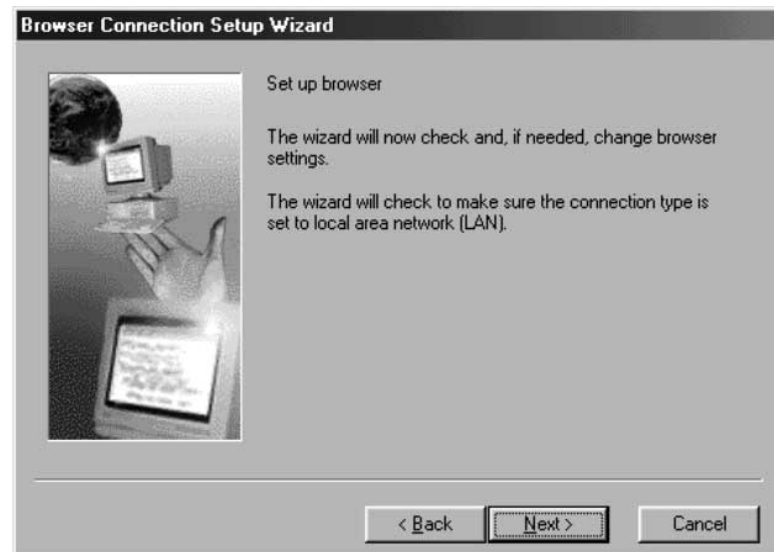 Browser Connection Setup Wizard
Set up browser
The wizard will now check and, if needed, change browser
settings.
The wizard will check to make sure the connection type is
set to local area network (LAN).
< Back Next > Cancel